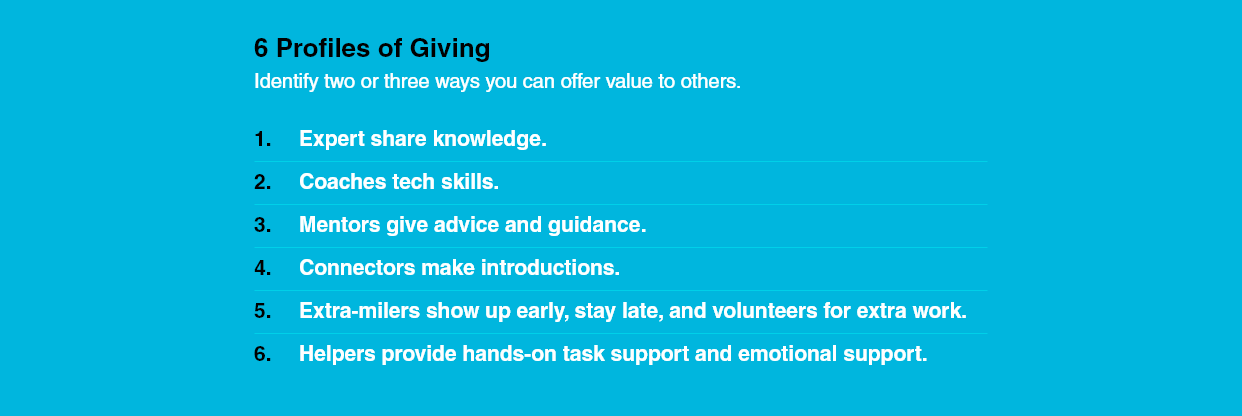 6 Profiles of Giving
Identify two or three ways you can offer value to others.
1. Expert share knowledge.
2. Coaches tech skills.
3. Mentors give advice and guidance.
4. Connectors make introductions.
5. Extra-milers show up early, stay late, and volunteers for extra work.
6. Helpers provide hands-on task support and emotional support.